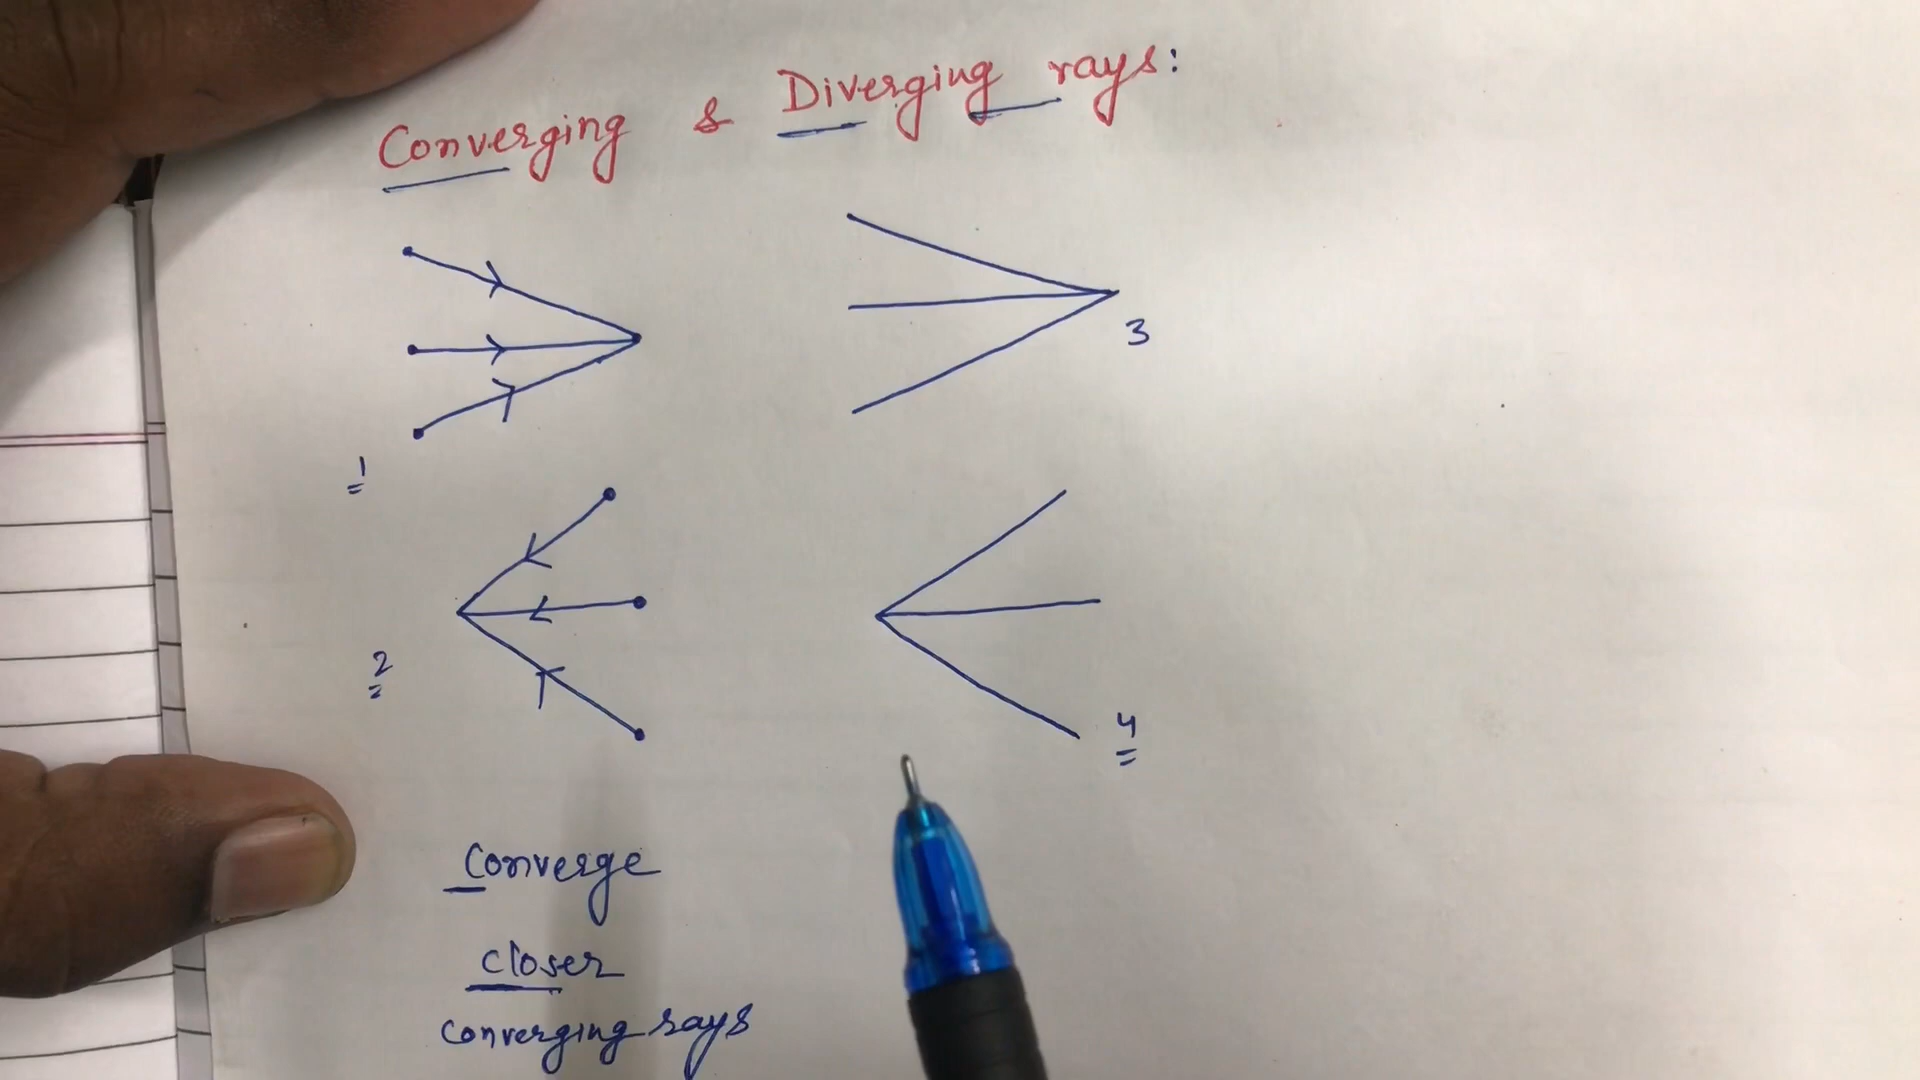 Converging & Diverging rays:
3
1
2
4
Converge
closer
converging rays